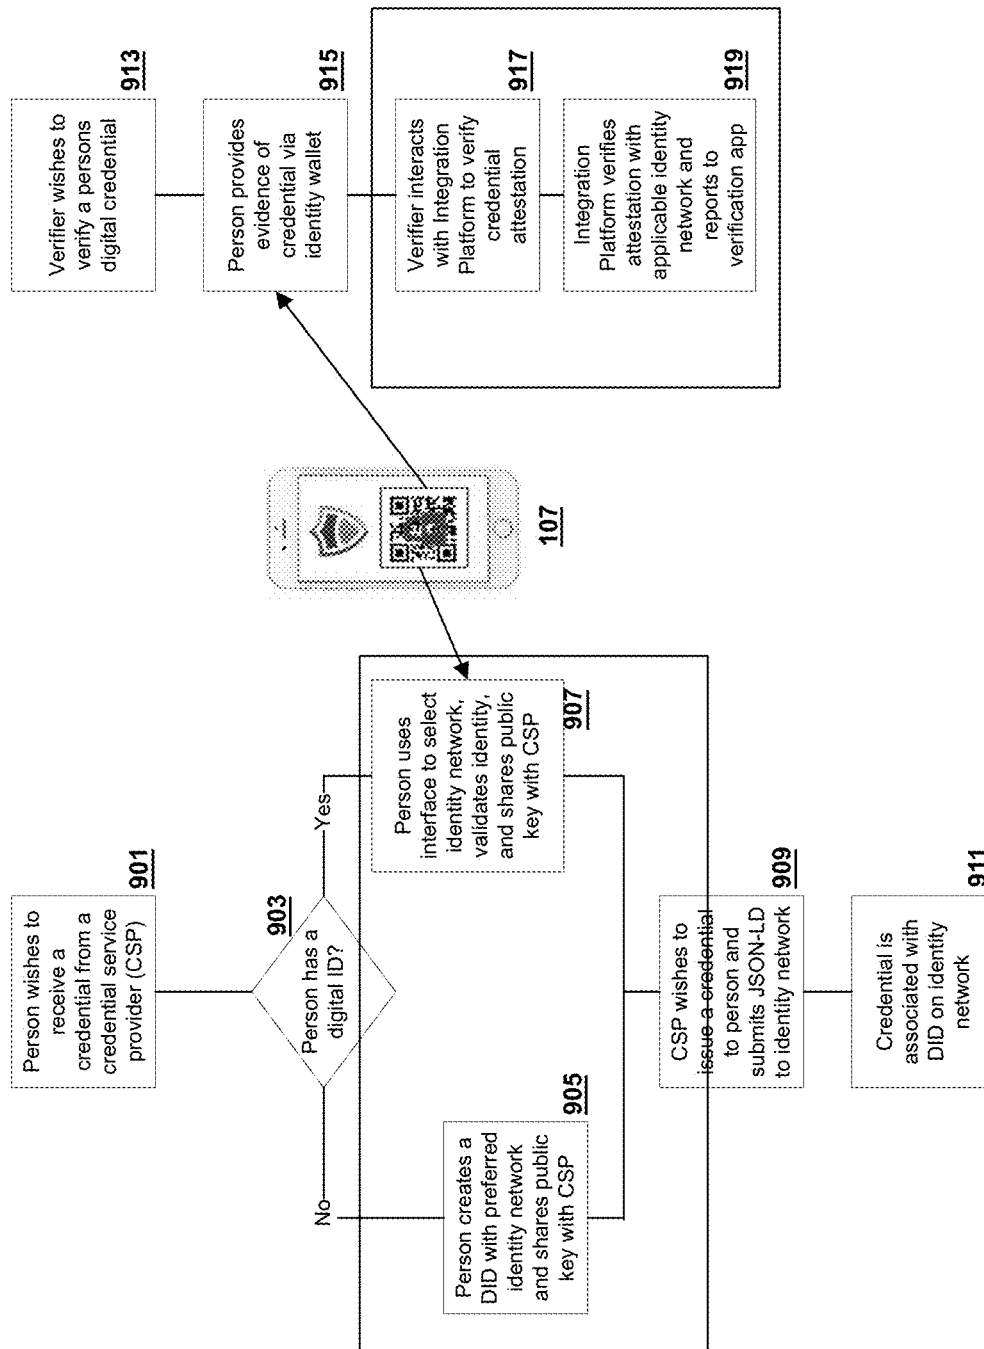 Person wishes to
receive a
credential from a
credential service
provider (CSP)
901
Person has a
digital ID?
903
No
Yes
Person creates a
DID with preferred
identity network
and shares public
key with CSP
905
Person uses
interface to select
identity network,
validates identity,
and shares public
key with CSP
907
CSP wishes to
issue a credential
to person and
submits JSON-LD
to identity network
909
Credential is
associated with
DID on identity
network
911
107
Verifier wishes to
verify a persons
digital credential
913
Person provides
evidence of
credential via
identity wallet
915
Verifier interacts
with Integration
Platform to verify
credential
attestation
917
Integration
Platform verifies
attestation with
applicable identity
network and
reports to
verification app
919